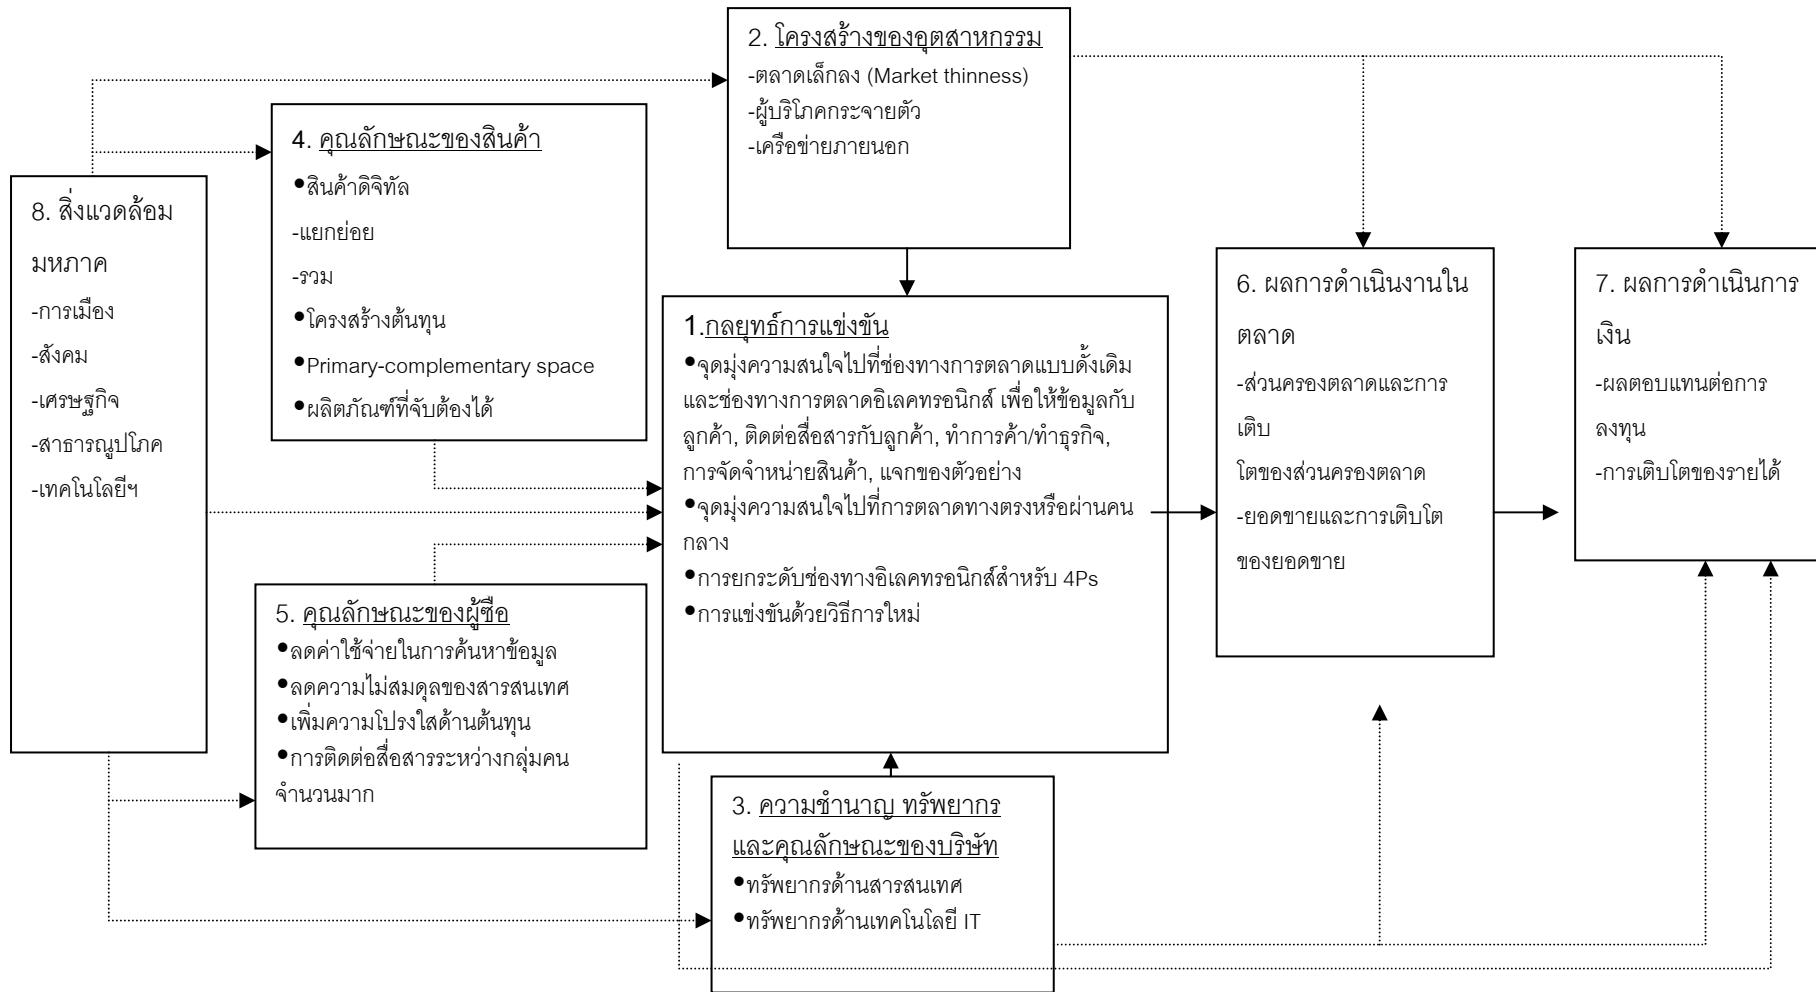 2. โครงสร้างของอุตสาหกรรม
-ตลาดเล็กลง (Market thinness)
-ผู้บริโภคกระจายตัว
-เครือข่ายภายนอก
4. คุณลักษณะของสินค้า
•สินค้าดิจิทัล
-แยกย่อย
-รวม
•โครงสร้างต้นทุน
•Primary-complementary space
•ผลิตภัณฑ์ที่จับต้องได้
8. สิ่งแวดล้อม
มหภาค
-การเมือง
-สังคม
-เศรษฐกิจ
-สาธารณูปโภค
-เทคโนโลยีฯ
1.กลยุทธ์การแข่งขัน
•จุดมุ่งความสนใจไปที่ช่องทางการตลาดแบบดั้งเดิม
และช่องทางการตลาดอิเลคทรอนิกส์ เพื่อให้ข้อมูลกับ
ลูกค้า, ติดต่อสื่อสารกับลูกค้า, ทำการค้า/ทำธุรกิจ,
การจัดจำหน่ายสินค้า, แจกของตัวอย่าง
•จุดมุ่งความสนใจไปที่การตลาดทางตรงหรือผ่านคน
กลาง
•การยกระดับช่องทางอิเลคทรอนิกส์สำหรับ 4Ps
•การแข่งขันด้วยวิธีการใหม่
6. ผลการดำเนินงานใน
ตลาด
-ส่วนครองตลาดและการ
เติบ
โตของส่วนครองตลาด
-ยอดขายและการเติบโต
ของยอดขาย
7. ผลการดำเนินการ
เงิน
-ผลตอบแทนต่อการ
ลงทุน
-การเติบโตของรายได้
5. คุณลักษณะของผู้ซือ
•ลดค่าใช้จ่ายในการค้นหาข้อมูล
•ลดความไม่สมดุลของสารสนเทศ
•เพิ่มความโปรงใสด้านต้นทุน
•การติดต่อสื่อสารระหว่างกลุ่มคน
จำนวนมาก
3. ความชำนาญ ทรัพยากร
และคุณลักษณะของบริษัท
•ทรัพยากรด้านสารสนเทศ
•ทรัพยากรด้านเทคโนโลยี IT